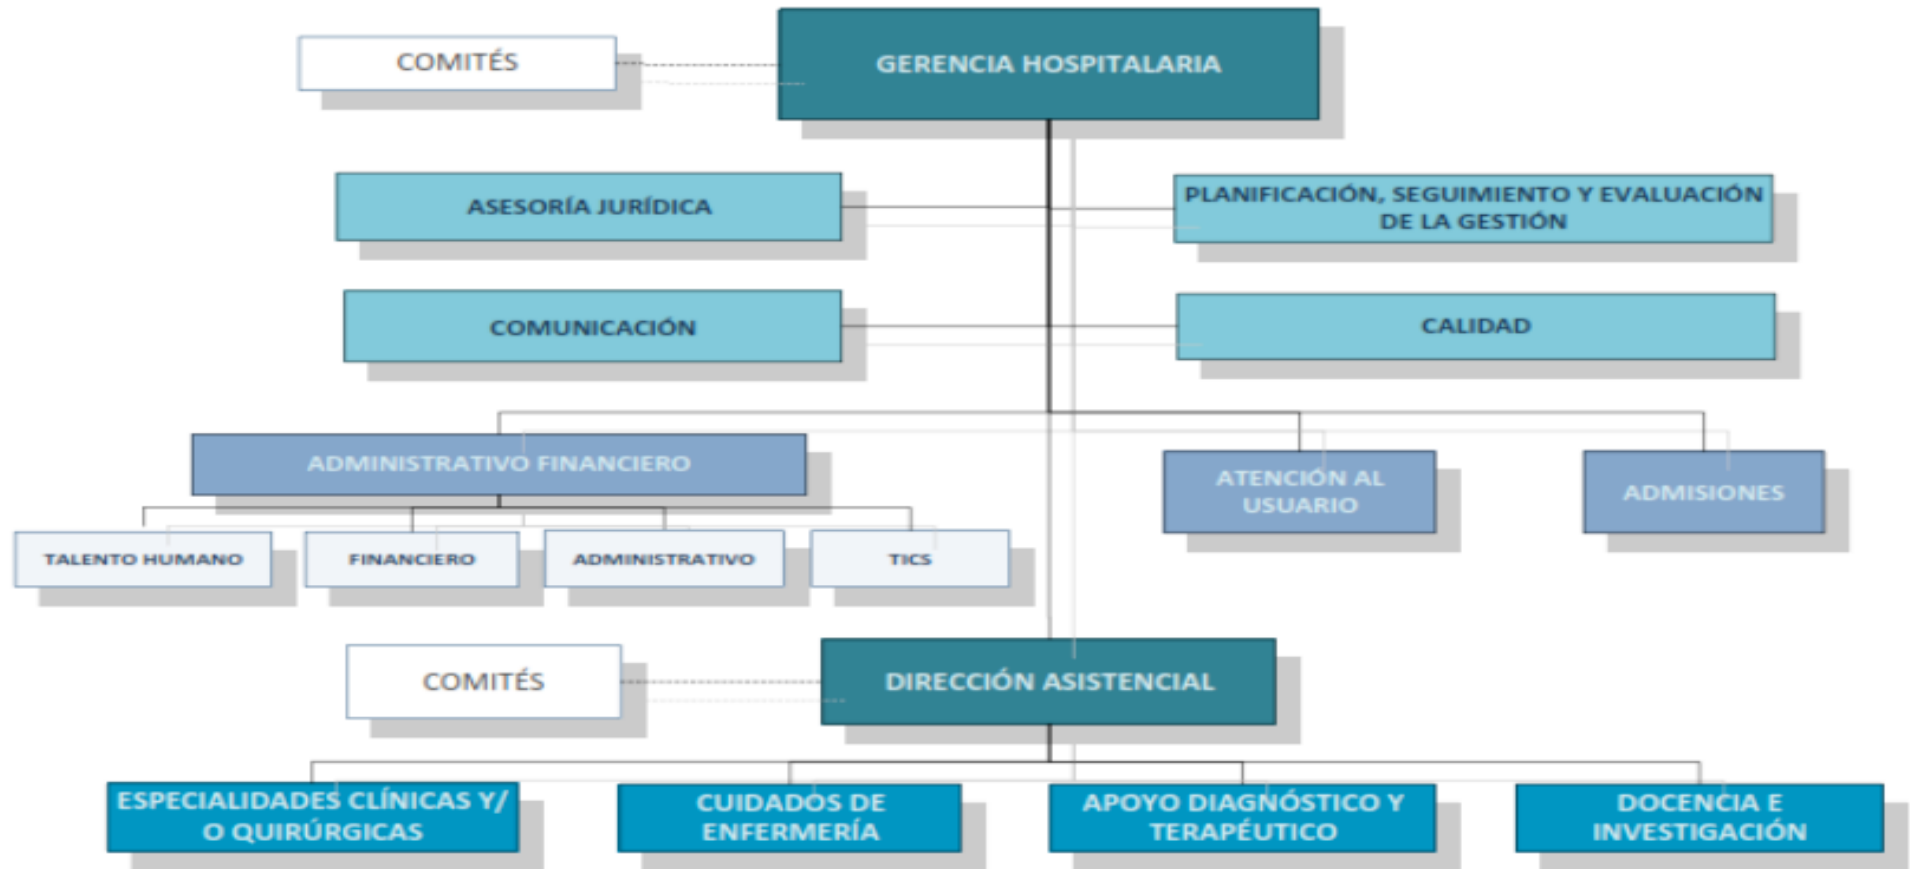 COMITÉS
GERENCIA HOSPITALARIA
ASESORÍA JURÍDICA
PLANIFICACIÓN, SEGUIMIENTO Y EVALUACIÓN
DE LA GESTIÓN
COMUNICACIÓN
CALIDAD
ADMINISTRATIVO FINANCIERO
ATENCIÓN AL
USUARIO
ADMISIONES
TALENTO HUMANO
FINANCIERO
ADMINISTRATIVO
TICS
COMITÉS
DIRECCIÓN ASISTENCIAL
ESPECIALIDADES CLÍNICAS Y/
O QUIRÚRGICAS
CUIDADOS DE
ENFERMERÍA
APOYO DIAGNÓSTICO Y
TERAPÉUTICO
DOCENCIA E
INVESTIGACIÓN